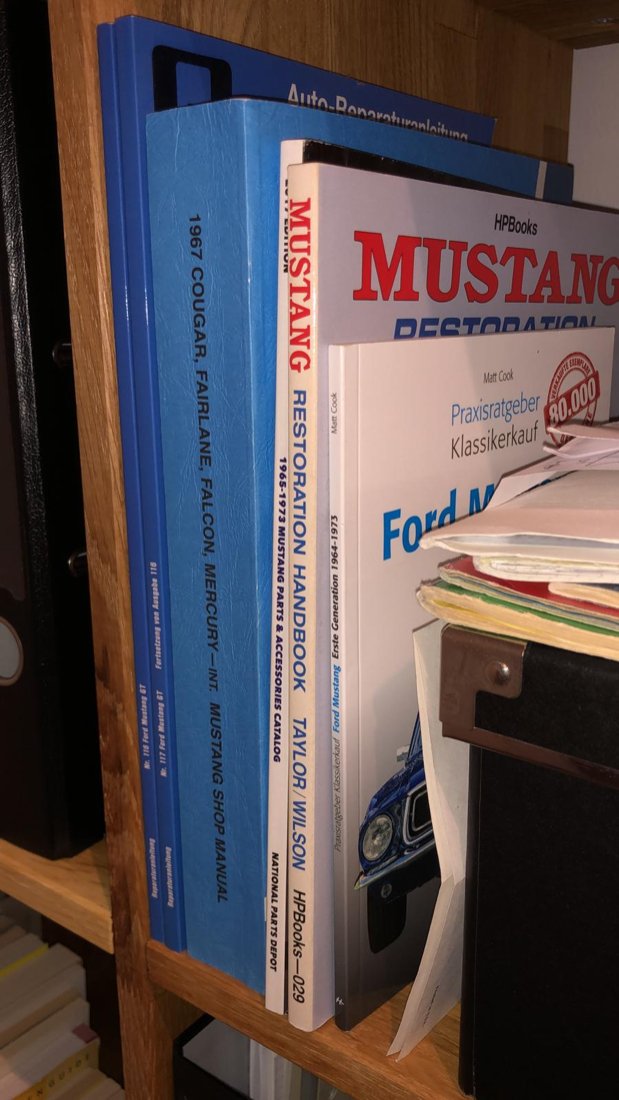 Auto-Reparaturanleitung
Reparaturanleitung Nr. 116 Ford Mustang GT
Reparaturanleitung Nr. 117 Ford Mustang GT Fortsetzung von Ausgabe 116
1967 COUGAR, FAIRLANE, FALCON, MERCURY—INT. MUSTANG SHOP MANUAL
EDITION
1965-1973 MUSTANG PARTS & ACCESSORIES CATALOG
NATIONAL PARTS DEPOT
MUSTANG RESTORATION HANDBOOK TAYLOR/WILSON HPBooks—029
HPBooks
MUSTANG
RESTORATION
Praxisratgeber Klassikerkauf Ford Mustang Erste Generation 1964-1973 Matt Cook
Matt Cook
Praxisratgeber
Klassikerkauf
VERKAUFTE EXEMPLARE
80.000
Ford